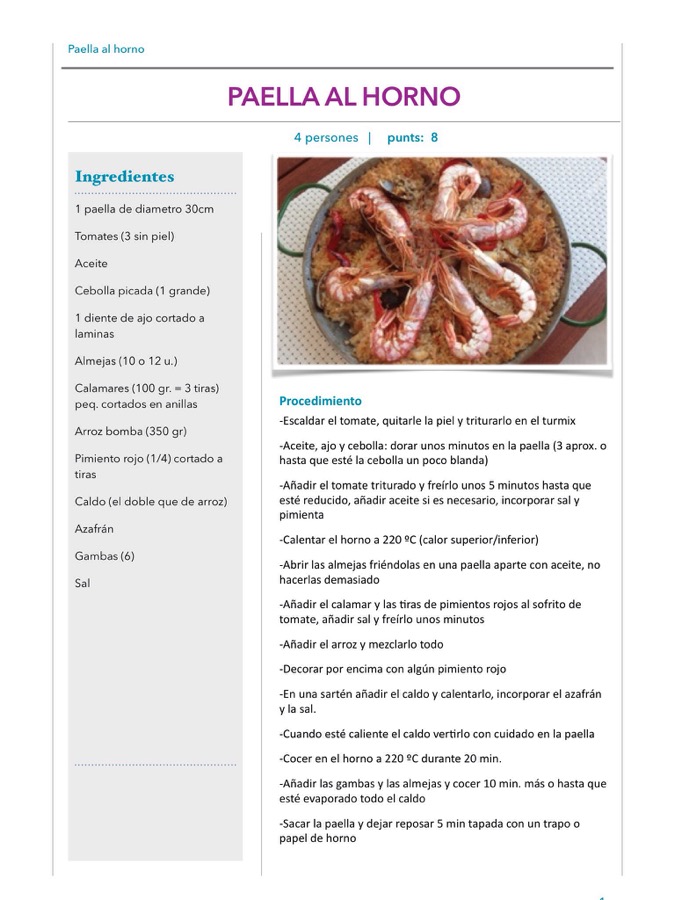 Paella al horno
PAELLA AL HORNO
4 persones | punts: 8
Ingredientes
1 paella de diametro 30cm
Tomates (3 sin piel)
Aceite
Cebolla picada (1 grande)
1 diente de ajo cortado a
laminas
Almejas (10 o 12 u.)
Calamares (100 gr. = 3 tiras)
peq. cortados en anillas
Arroz bomba (350 gr)
Pimiento rojo (1/4) cortado a
tiras
Caldo (el doble que de arroz)
Azafrán
Gambas (6)
Sal
Procedimiento
-Escaldar el tomate, quitarle la piel y triturarlo en el turmix
-Aceite, ajo y cebolla: dorar unos minutos en la paella (3 aprox. o
hasta que esté la cebolla un poco blanda)
-Añadir el tomate triturado y freírlo unos 5 minutos hasta que
esté reducido, añadir aceite si es necesario, incorporar sal y
pimienta
-Calentar el horno a 220 ºC (calor superior/inferior)
-Abrir las almejas friéndolas en una paella aparte con aceite, no
hacerlas demasiado
-Añadir el calamar y las tiras de pimientos rojos al sofrito de
tomate, añadir sal y freírlo unos minutos
-Añadir el arroz y mezclarlo todo
-Decorar por encima con algún pimiento rojo
-En una sartén añadir el caldo y calentarlo, incorporar el azafrán
y la sal.
-Cuando esté caliente el caldo vertirlo con cuidado en la paella
-Cocer en el horno a 220 ºC durante 20 min.
-Añadir las gambas y las almejas y cocer 10 min. más o hasta que
esté evaporado todo el caldo
-Sacar la paella y dejar reposar 5 min tapada con un trapo o
papel de horno